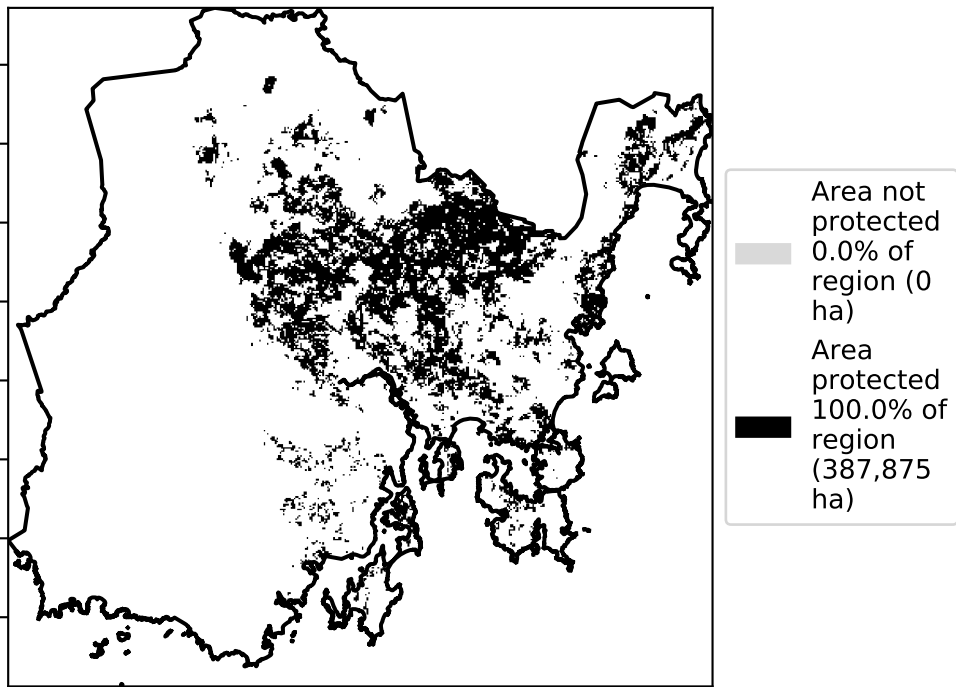 Area not
protected
0.0% of
region (0
ha)
Area
protected
100.0% of
region
(387,875
ha)